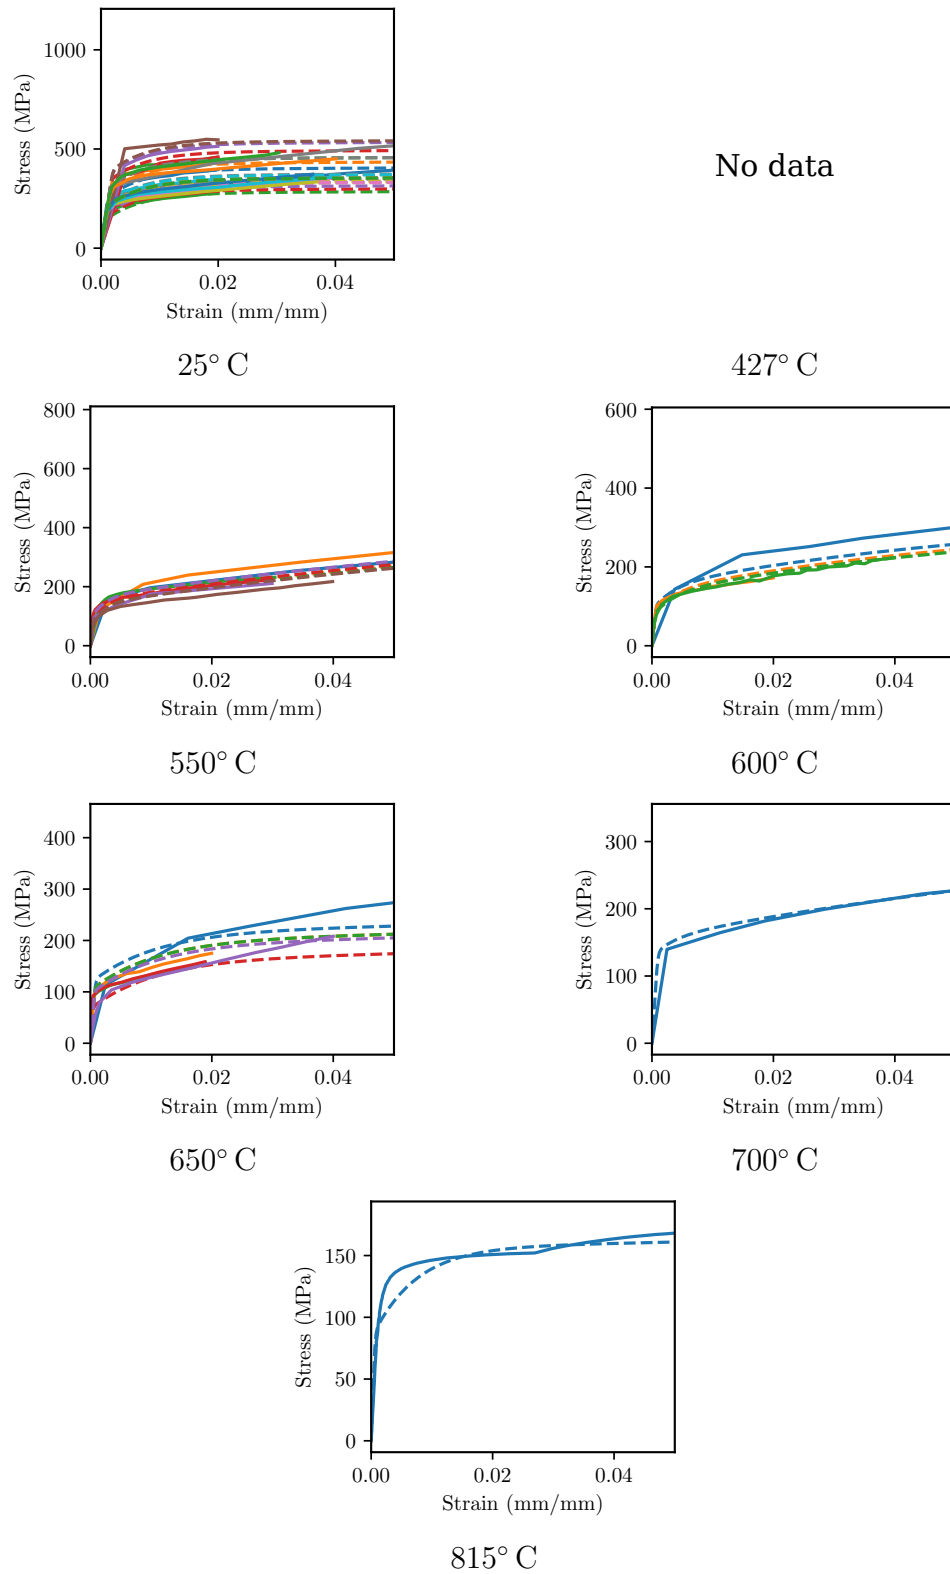 1000
500
0
Stress (MPa)
0.00 0.02 0.04
Strain (mm/mm)
25° C
No data
427° C
800
600
400
200
0
Stress (MPa)
0.00 0.02 0.04
Strain (mm/mm)
550° C
600
400
200
0
Stress (MPa)
0.00 0.02 0.04
Strain (mm/mm)
600° C
400
300
200
100
0
Stress (MPa)
0.00 0.02 0.04
Strain (mm/mm)
650° C
300
200
100
0
Stress (MPa)
0.00 0.02 0.04
Strain (mm/mm)
700° C
150
100
50
0
Stress (MPa)
0.00 0.02 0.04
Strain (mm/mm)
815° C